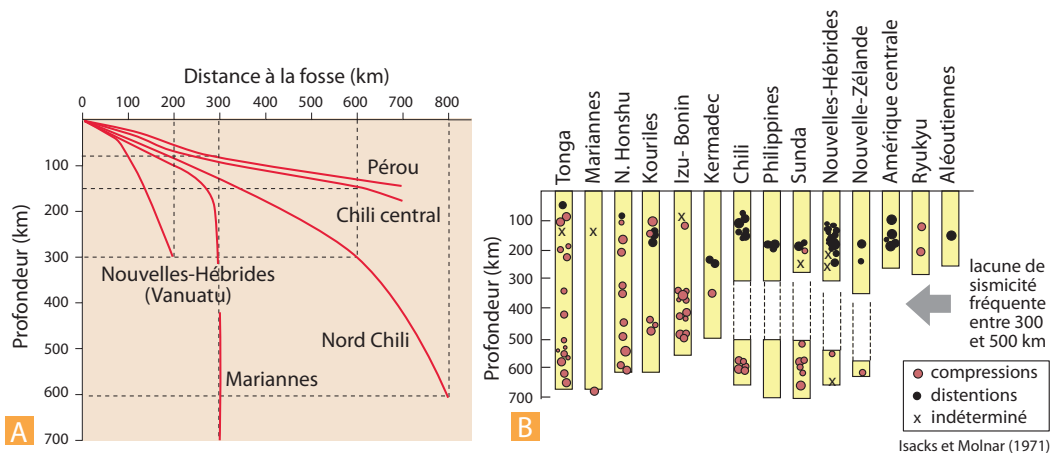 Distance à la fosse (km)
0 100 200 300 400 500 600 700 800
Profondeur (km)
100
200
300
400
500
600
700
Pérou
Chili central
Nouvelles-Hébrides
(Vanuatu)
Nord Chili
Mariannes
A
Tonga
Mariannes
N. Honshu
Kouriles
Izu- Bonin
Kermadec
Chili
Philippines
Sunda
Nouvelles-Hébrides
Nouvelle-Zélande
Amérique centrale
Ryukyu
Aléoutiennes
Profondeur (km)
100
200
300
400
500
600
700
lacune de
sismicité
fréquente
entre 300
et 500 km
compressions
distentions
x indéterminé
B
Isacks et Molnar (1971)